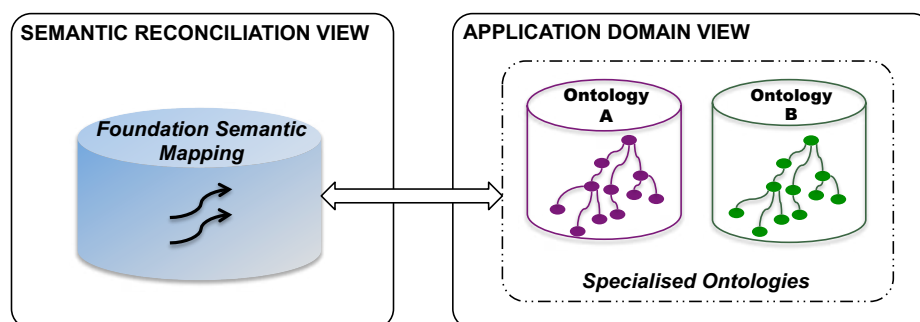 SEMANTIC RECONCILIATION VIEW
Foundation Semantic
Mapping
APPLICATION DOMAIN VIEW
Ontology
A
Ontology
B
Specialised Ontologies